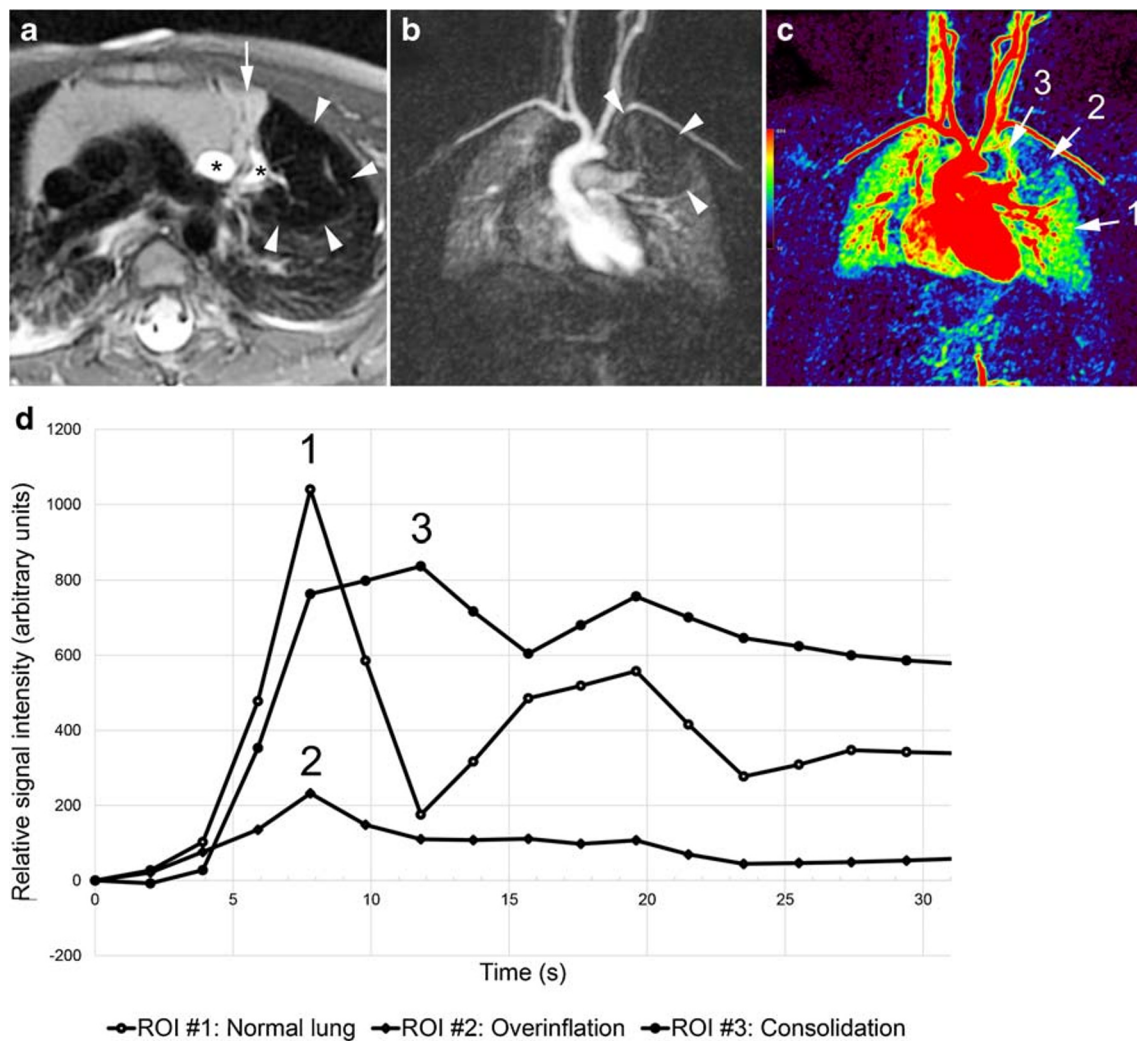 a
b
c
*
*
3
2
1
d
Relative signal intensity (arbitrary units)
1200
1000
800
600
400
200
0
-200
1
3
2
0 5 10 15 20 25 30
Time (s)
ROI #1: Normal lung ROI #2: Overinflation ROI #3: Consolidation